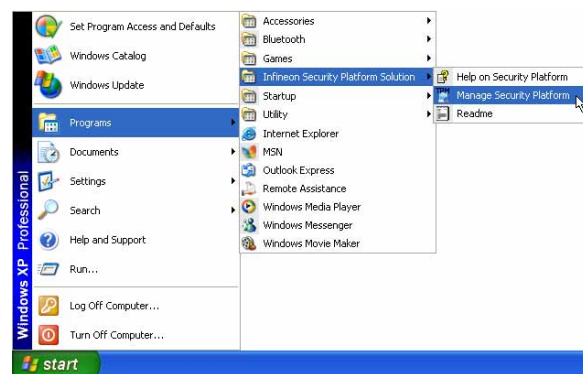 Set Program Access and Defaults
Windows Catalog
Windows Update
Programs
Documents
Settings
Search
Help and Support
Run...
Log Off Computer...
Turn Off Computer...
Windows XP Professional
start
Accessories
Bluetooth
Games
Infineon Security Platform Solution
Startup
Utility
Internet Explorer
MSN
Outlook Express
Remote Assistance
Windows Media Player
Windows Messenger
Windows Movie Maker
Help on Security Platform
Manage Security Platform
Readme